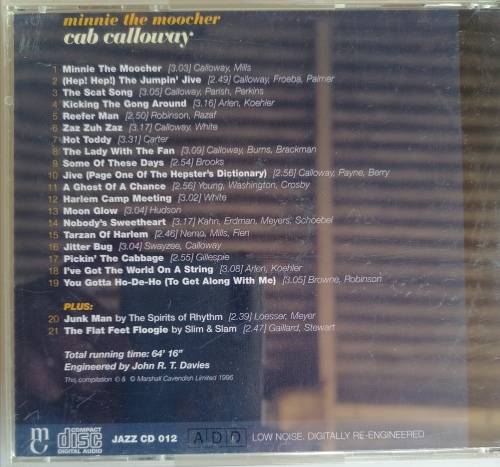 minnie the moocher
cab calloway
1 Minnie The Moocher [3.03] Calloway, Mills
2 (Hep! Hep!) The Jumpin' Jive [2.49] Calloway, Froeba, Palmer
3 The Scat Song [3.05] Calloway, Parish, Perkins
4 Kicking The Gong Around [3.16] Arlen, Koehler
5 Reefer Man [2.50] Robinson, Razaf
6 Zaz Zuh Zaz [3.17] Calloway, White
7 Hot Toddy [3.31] Carter
8 The Lady With The Fan [3.09] Calloway, Burns, Brackman
9 Some Of These Days [2.54] Brooks
10 Jive (Page One Of The Hepster's Dictionary) [2.56] Calloway, Payne, Berry
11 A Ghost Of A Chance [2.56] Young, Washington, Crosby
12 Harlem Camp Meeting [3.02] White
13 Moon Glow [3.04] Hudson
14 Nobody's Sweetheart [3.17] Kahn, Erdman, Meyers, Schoebel
15 Tarzan Of Harlem [2.46] Nemo, Mills, Fien
16 Jitter Bug [3.04] Swayzee, Calloway
17 Pickin' The Cabbage [2.55] Gillespie
18 I've Got The World On A String [3.08] Arlen, Koehler
19 You Gotta Ho-De-Ho (To Get Along With Me) [3.05] Browne, Robinson
PLUS:
20 Junk Man by The Spirits of Rhythm [2.39] Loesser, Meyer
21 The Flat Feet Floogie by Slim & Slam [2.47] Gaillard, Stewart
Total running time: 64' 16"
Engineered by John R. T. Davies
This compilation ℗ & © Marshall Cavendish Limited 1996
mc COMPACT disc DIGITAL AUDIO JAZZ CD 012 ADD LOW NOISE. DIGITALLY RE-ENGINEERED